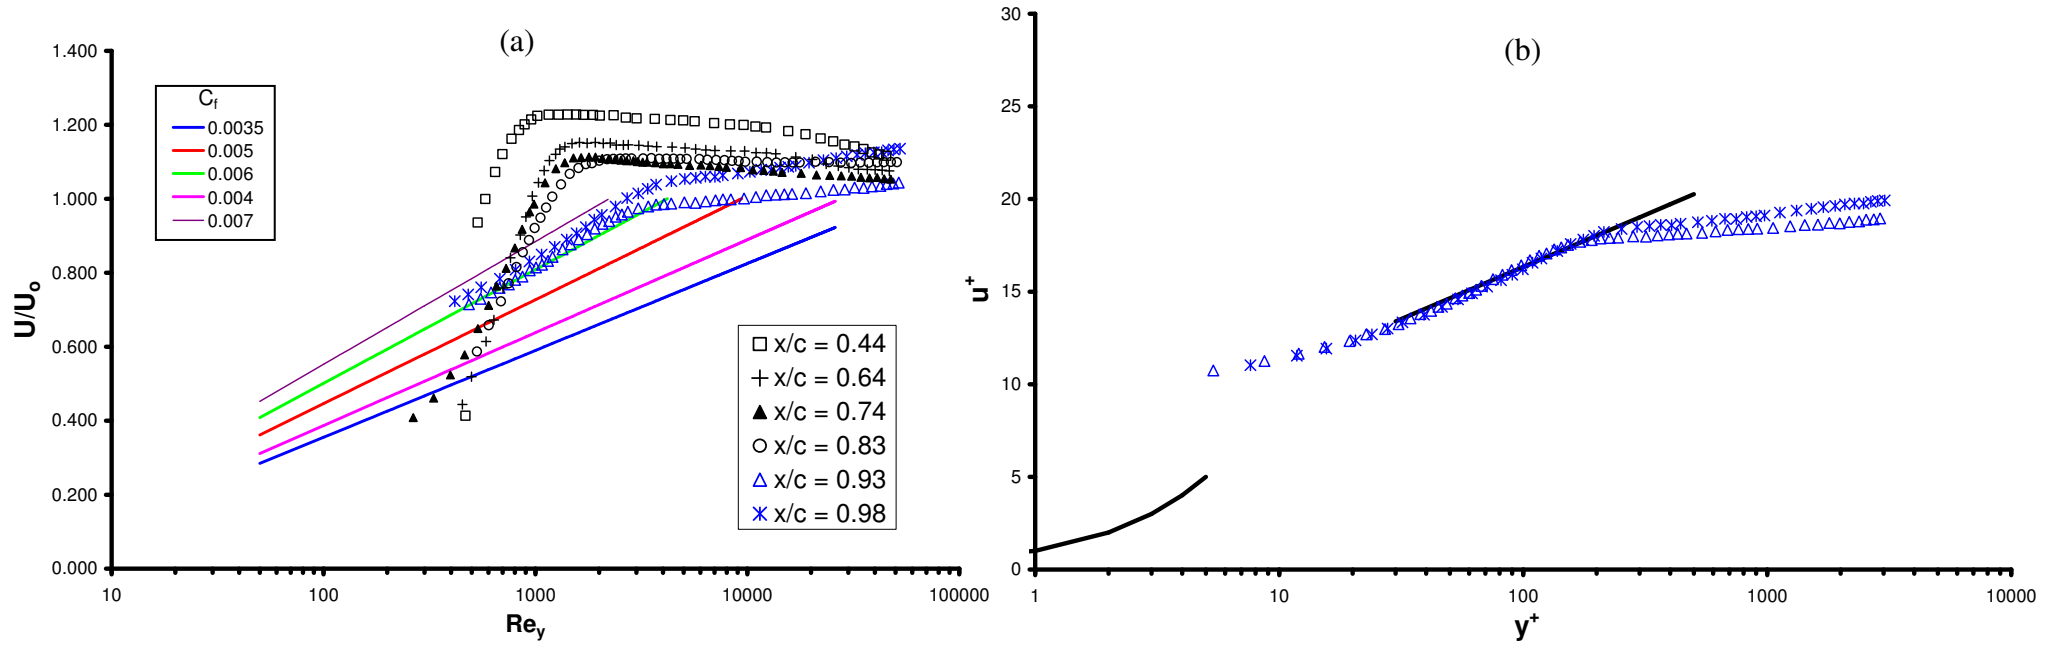 (a)
1.400
1.200
1.000
0.800
0.600
0.400
0.200
0.000
U/Uo
Cf
0.0035
0.005
0.006
0.004
0.007
x/c = 0.44
x/c = 0.64
x/c = 0.74
x/c = 0.83
x/c = 0.93
x/c = 0.98
10 100 1000 10000 100000
Rey
(b)
30
25
20
15
10
5
0
u+
1 10 100 1000 10000
y+